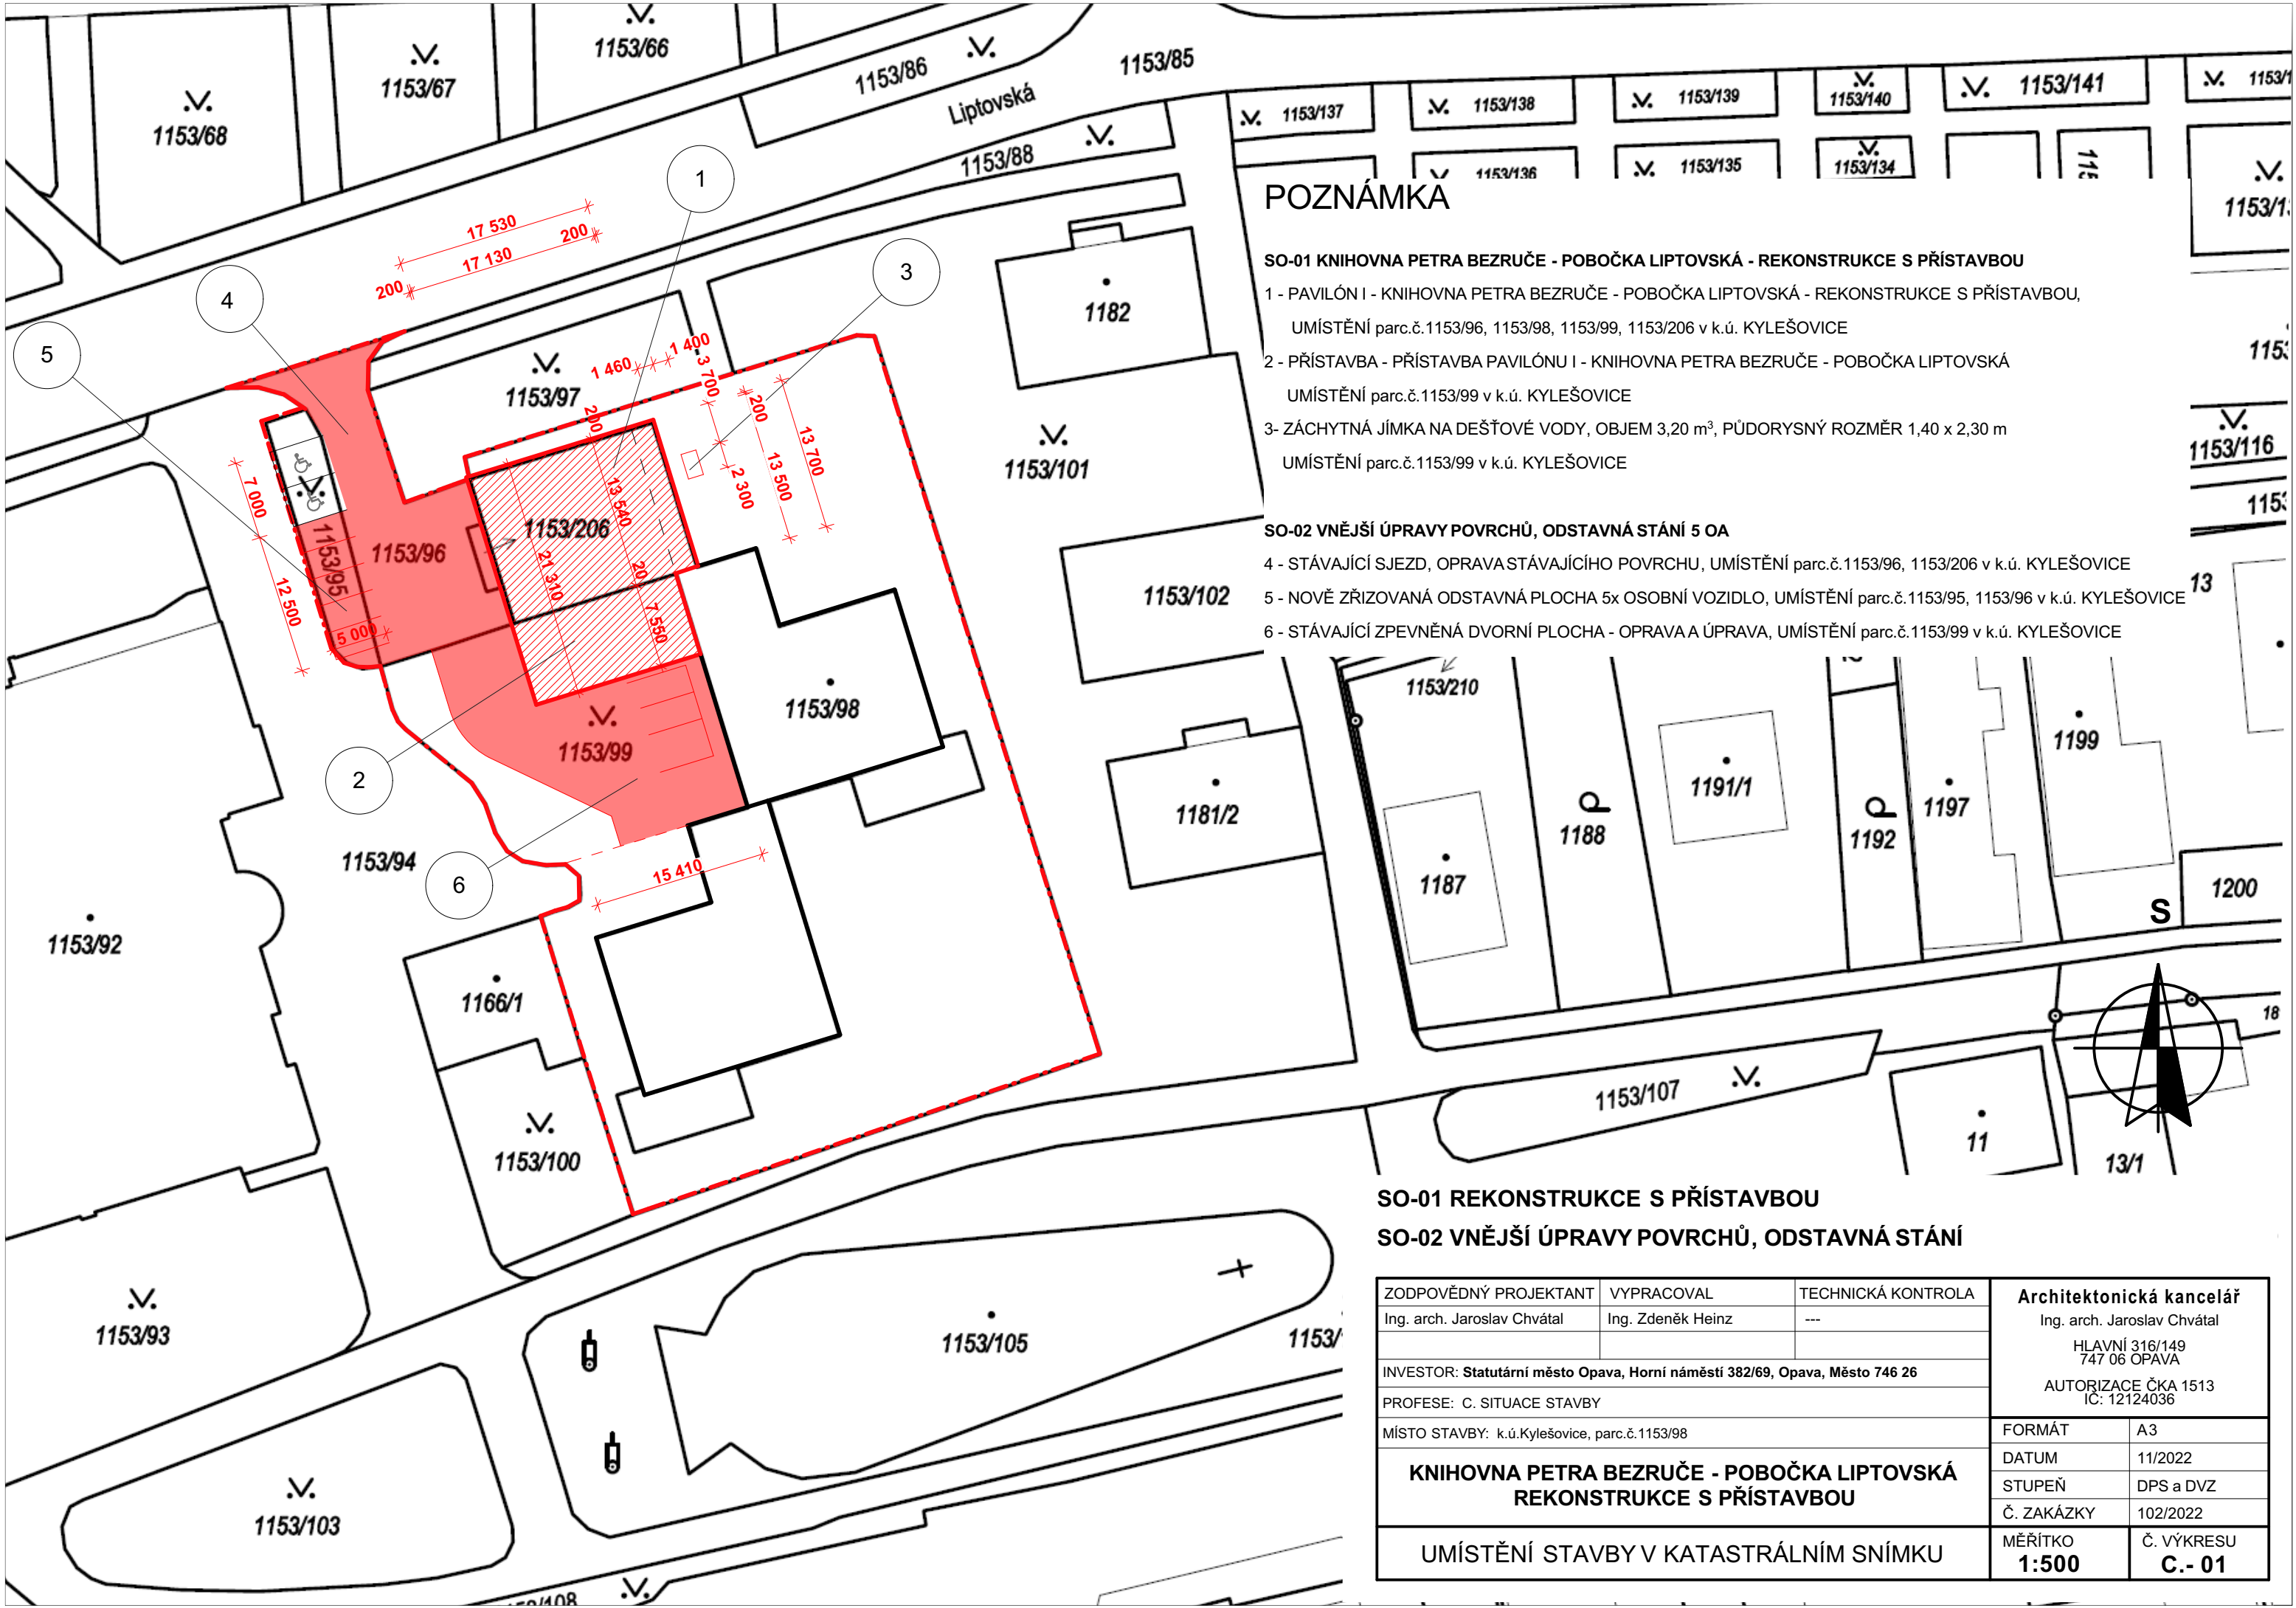 1153/66
1153/67
1153/68
1153/86
Liptovská
1153/85
1153/88
1153/137
1153/138
1153/139
1153/140
1153/141
1153/136
1153/135
1153/134
1
3
4
5
17 530
17 130
200
200
1 460
1 400
3 700
200
200
13 700
13 500
2 300
13 540
21 310
7 550
7 000
12 500
5 000
15 410
1153/97
1153/206
1153/96
1153/95
1153/99
1153/98
1153/101
1182
1153/102
1181/2
1153/94
1153/92
2
6
1166/1
1153/100
1153/93
1153/103
1153/105
POZNÁMKA
SO-01 KNIHOVNA PETRA BEZRUČE - POBOČKA LIPTOVSKÁ - REKONSTRUKCE S PŘÍSTAVBOU
1 - PAVILÓN I - KNIHOVNA PETRA BEZRUČE - POBOČKA LIPTOVSKÁ - REKONSTRUKCE S PŘÍSTAVBOU,
UMÍSTĚNÍ parc.č.1153/96, 1153/98, 1153/99, 1153/206 v k.ú. KYLEŠOVICE
2 - PŘÍSTAVBA - PŘÍSTAVBA PAVILÓNU I - KNIHOVNA PETRA BEZRUČE - POBOČKA LIPTOVSKÁ
UMÍSTĚNÍ parc.č.1153/99 v k.ú. KYLEŠOVICE
3- ZÁCHYTNÁ JÍMKA NA DEŠŤOVÉ VODY, OBJEM 3,20 m³, PŮDORYSNÝ ROZMĚR 1,40 x 2,30 m
UMÍSTĚNÍ parc.č.1153/99 v k.ú. KYLEŠOVICE
SO-02 VNĚJŠÍ ÚPRAVY POVRCHŮ, ODSTAVNÁ STÁNÍ 5 OA
4 - STÁVAJÍCÍ SJEZD, OPRAVA STÁVAJÍCÍHO POVRCHU, UMÍSTĚNÍ parc.č.1153/96, 1153/206 v k.ú. KYLEŠOVICE
5 - NOVĚ ZŘIZOVANÁ ODSTAVNÁ PLOCHA 5x OSOBNÍ VOZIDLO, UMÍSTĚNÍ parc.č.1153/95, 1153/96 v k.ú. KYLEŠOVICE
6 - STÁVAJÍCÍ ZPEVNĚNÁ DVORNÍ PLOCHA - OPRAVA A ÚPRAVA, UMÍSTĚNÍ parc.č.1153/99 v k.ú. KYLEŠOVICE
1153/116
13
1153/210
1188
1187
1191/1
1192
1197
1199
1200
S
18
1153/107
11
13/1
SO-01 REKONSTRUKCE S PŘÍSTAVBOU
SO-02 VNĚJŠÍ ÚPRAVY POVRCHŮ, ODSTAVNÁ STÁNÍ
ZODPOVĚDNÝ PROJEKTANT VYPRACOVAL TECHNICKÁ KONTROLA
Ing. arch. Jaroslav Chvátal Ing. Zdeněk Heinz ---
INVESTOR: Statutární město Opava, Horní náměstí 382/69, Opava, Město 746 26
PROFESE: C. SITUACE STAVBY
MÍSTO STAVBY: k.ú.Kylešovice, parc.č.1153/98
KNIHOVNA PETRA BEZRUČE - POBOČKA LIPTOVSKÁ
REKONSTRUKCE S PŘÍSTAVBOU
UMÍSTĚNÍ STAVBY V KATASTRÁLNÍM SNÍMKU
Architektonická kancelář
Ing. arch. Jaroslav Chvátal
HLAVNÍ 316/149
747 06 OPAVA
AUTORIZACE ČKA 1513
IČ: 12124036
FORMÁT A3
DATUM 11/2022
STUPEŇ DPS a DVZ
Č. ZAKÁZKY 102/2022
MĚŘÍTKO Č. VÝKRESU
1:500 C.- 01